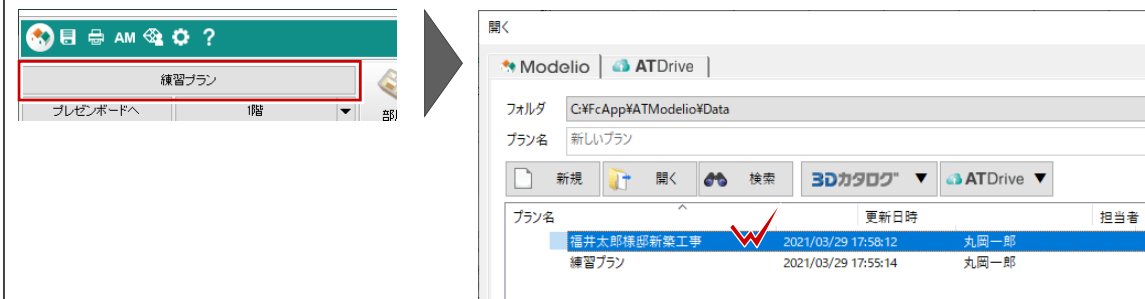 AM ?
練習プラン
プレゼンボードへ 1階
開く
Modelio ATDrive
フォルダ C:¥FcApp¥ATModelio¥Data
プラン名 新しいプラン
新規 開く 検索 3Dカタログ ATDrive
プラン名 更新日時 担当者
福井太郎様邸新築工事 2021/03/29 17:58:12 丸岡一郎
練習プラン 2021/03/29 17:55:14 丸岡一郎